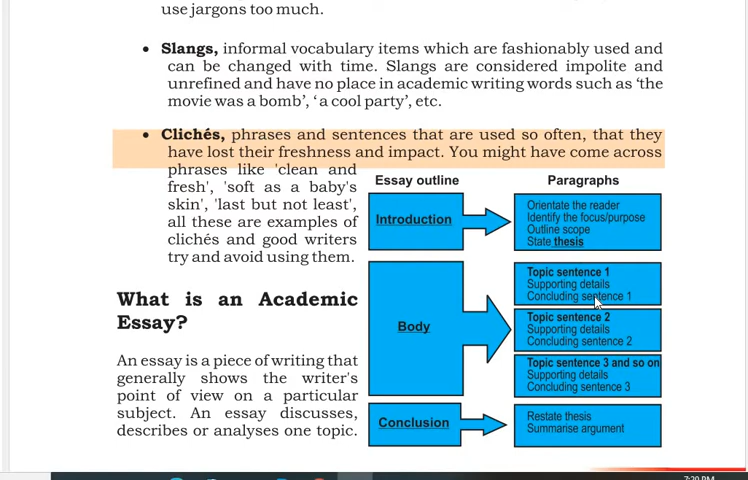 use jargons too much.
• Slangs, informal vocabulary items which are fashionably used and
can be changed with time. Slangs are considered impolite and
unrefined and have no place in academic writing words such as 'the
movie was a bomb', ' a cool party', etc.
• Clichés, phrases and sentences that are used so often, that they
have lost their freshness and impact. You might have come across
phrases like 'clean and
fresh', 'soft as a baby's
skin', 'last but not least',
all these are examples of
clichés and good writers
try and avoid using them.
What is an Academic
Essay?
An essay is a piece of writing that
generally shows the writer's
point of view on a particular
subject. An essay discusses,
describes or analyses one topic.
Essay outline
Paragraphs
Introduction
Orientate the reader
Identify the focus/purpose
Outline scope
State thesis
Body
Topic sentence 1
Supporting details
Concluding sentence 1
Topic sentence 2
Supporting details
Concluding sentence 2
Topic sentence 3 and so on
Supporting details
Concluding sentence 3
Conclusion
Restate thesis
Summarise argument
7:20 PM